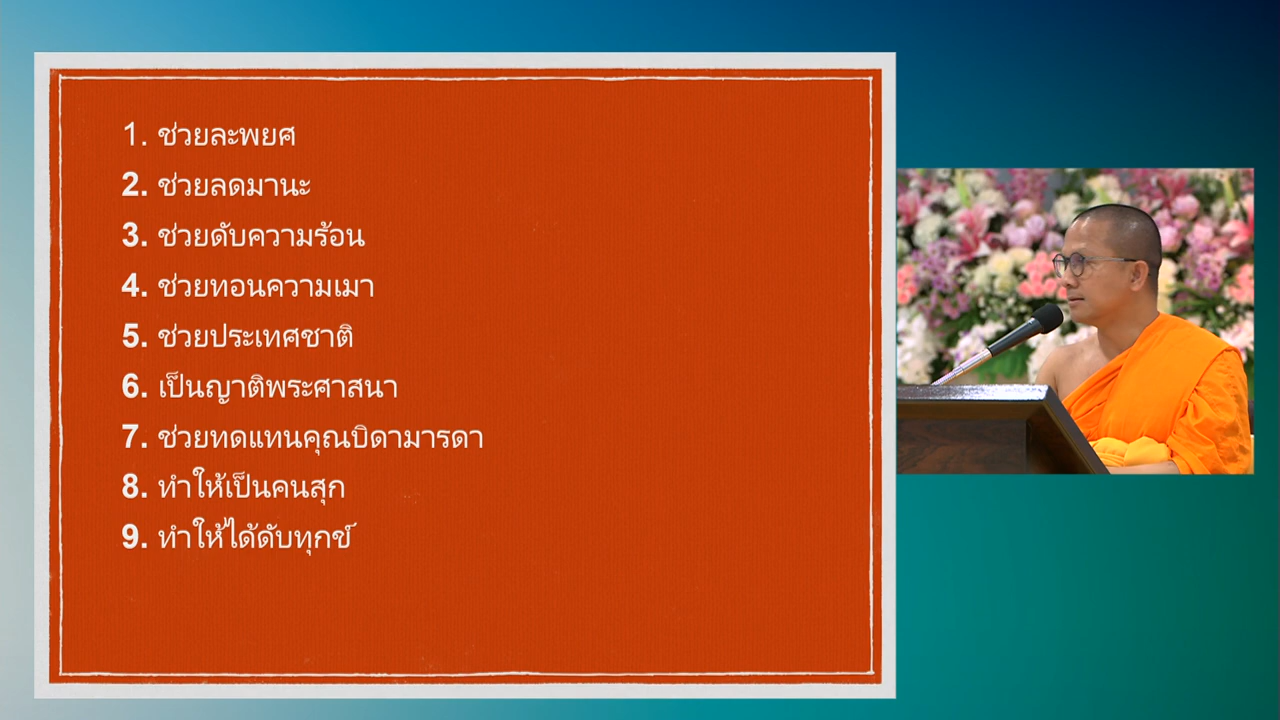 1. ช่วยละพยศ
2. ช่วยลดมานะ
3. ช่วยดับความร้อน
4. ช่วยทอนความเมา
5. ช่วยประเทศชาติ
6. เป็นญาติพระศาสนา
7. ช่วยทดแทนคุณบิดามารดา
8. ทำให้เป็นคนสุก
9. ทำให้ได้ดับทุกข์